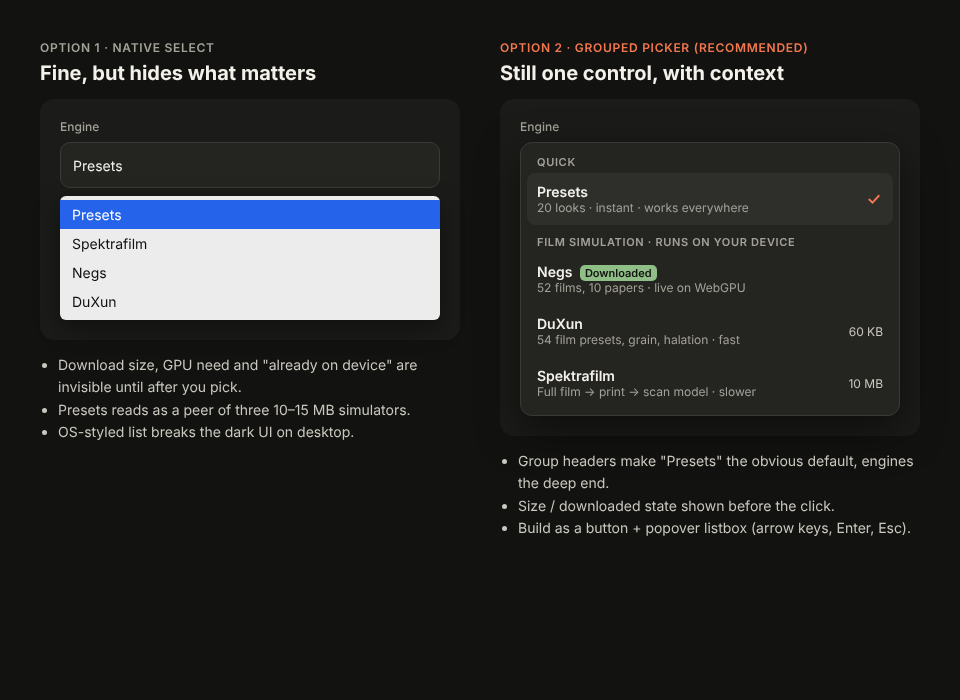 OPTION 1 · NATIVE SELECT
Fine, but hides what matters
Engine
Presets
Presets
Spektrafilm
Negs
DuXun
Download size, GPU need and "already on device" are
invisible until after you pick.
Presets reads as a peer of three 10–15 MB simulators.
OS-styled list breaks the dark UI on desktop.
OPTION 2 · GROUPED PICKER (RECOMMENDED)
Still one control, with context
Engine
QUICK
Presets
20 looks · instant · works everywhere
FILM SIMULATION · RUNS ON YOUR DEVICE
Negs Downloaded
52 films, 10 papers · live on WebGPU
DuXun
54 film presets, grain, halation · fast
60 KB
Spektrafilm
Full film → print → scan model · slower
10 MB
Group headers make "Presets" the obvious default, engines
the deep end.
Size / downloaded state shown before the click.
Build as a button + popover listbox (arrow keys, Enter, Esc).